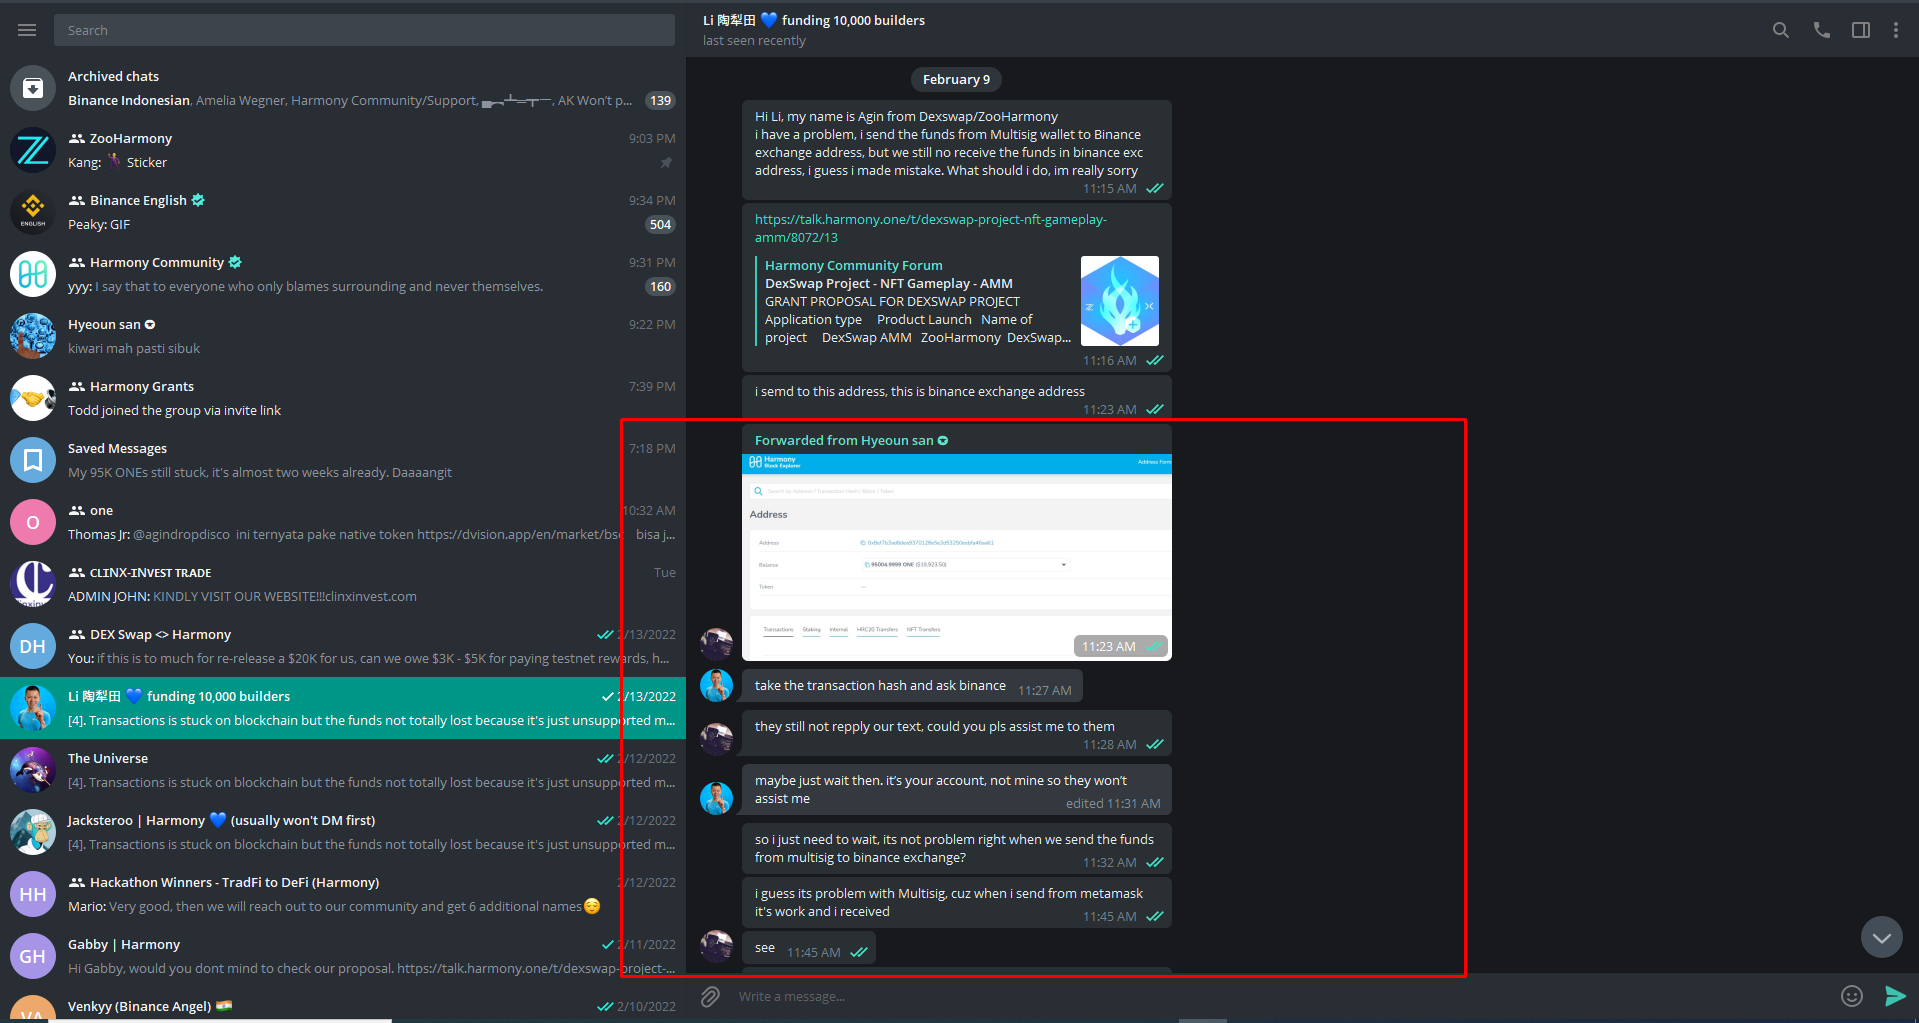 Search
Archived chats
Binance Indonesian, Amelia Wegner, Harmony Community/Support, ▄︻┻═┳一, AK Won't p... 139
ZooHarmony 9:03 PM
Kang: Sticker
Binance English 9:34 PM
ENGLISH
Peaky: GIF 504
Harmony Community 9:31 PM
yyy: I say that to everyone who only blames surrounding and never themselves. 160
Hyeoun san 9:22 PM
kiwari mah pasti sibuk
Harmony Grants 7:39 PM
Todd joined the group via invite link
Saved Messages 7:18 PM
My 95K ONEs still stuck, it's almost two weeks already. Daaaangit
O
one 10:32 AM
Thomas Jr: @agindropdisco ini ternyata pake native token https://dvision.app/en/market/bsc bisa j...
CLINX-INVEST TRADE Tue
ADMIN JOHN: KINDLY VISIT OUR WEBSITE!!!clinxinvest.com
DH
DEX Swap <> Harmony 2/13/2022
You: if this is to much for re-release a $20K for us, can we owe $3K - $5K for paying testnet rewards, h...
Li 陶犁田 💙 funding 10,000 builders 2/13/2022
[4]. Transactions is stuck on blockchain but the funds not totally lost because it's just unsupported m...
The Universe 2/12/2022
[4]. Transactions is stuck on blockchain but the funds not totally lost because it's just unsupported m...
Jacksteroo | Harmony 💙 (usually won't DM first) 2/12/2022
[4]. Transactions is stuck on blockchain but the funds not totally lost because it's just unsupported m...
HH
Hackathon Winners - TradFi to DeFi (Harmony) 2/12/2022
Mario: Very good, then we will reach out to our community and get 6 additional names😌
GH
Gabby | Harmony 2/11/2022
Hi Gabby, would you dont mind to check our proposal. https://talk.harmony.one/t/dexswap-project-...
VA
Venkyy (Binance Angel) 🇮🇳 2/10/2022
Li 陶犁田 💙 funding 10,000 builders
last seen recently
February 9
Hi Li, my name is Agin from Dexswap/ZooHarmony
i have a problem, i send the funds from Multisig wallet to Binance
exchange address, but we still no receive the funds in binance exc
address, i guess i made mistake. What should i do, im really sorry
11:15 AM
https://talk.harmony.one/t/dexswap-project-nft-gameplay-
amm/8072/13
Harmony Community Forum
DexSwap Project - NFT Gameplay - AMM
GRANT PROPOSAL FOR DEXSWAP PROJECT
Application type Product Launch Name of
project DexSwap AMM ZooHarmony DexSwap...
11:16 AM
i semd to this address, this is binance exchange address
11:23 AM
Forwarded from Hyeoun san
Harmony
Block Explorer
Address Form
Search by Address / Transaction Hash / Block / Token
Address
Address
Balance 95004.9999 ONE ($19,923.50)
Token —
Transactions Staking Internal HRC20 Transfers NFT Transfers
11:23 AM
take the transaction hash and ask binance 11:27 AM
they still not repply our text, could you pls assist me to them
11:28 AM
maybe just wait then. it's your account, not mine so they won't
assist me edited 11:31 AM
so i just need to wait, its not problem right when we send the funds
from multisig to binance exchange? 11:32 AM
i guess its problem with Multisig, cuz when i send from metamask
it's work and i received 11:45 AM
see 11:45 AM
Write a message...